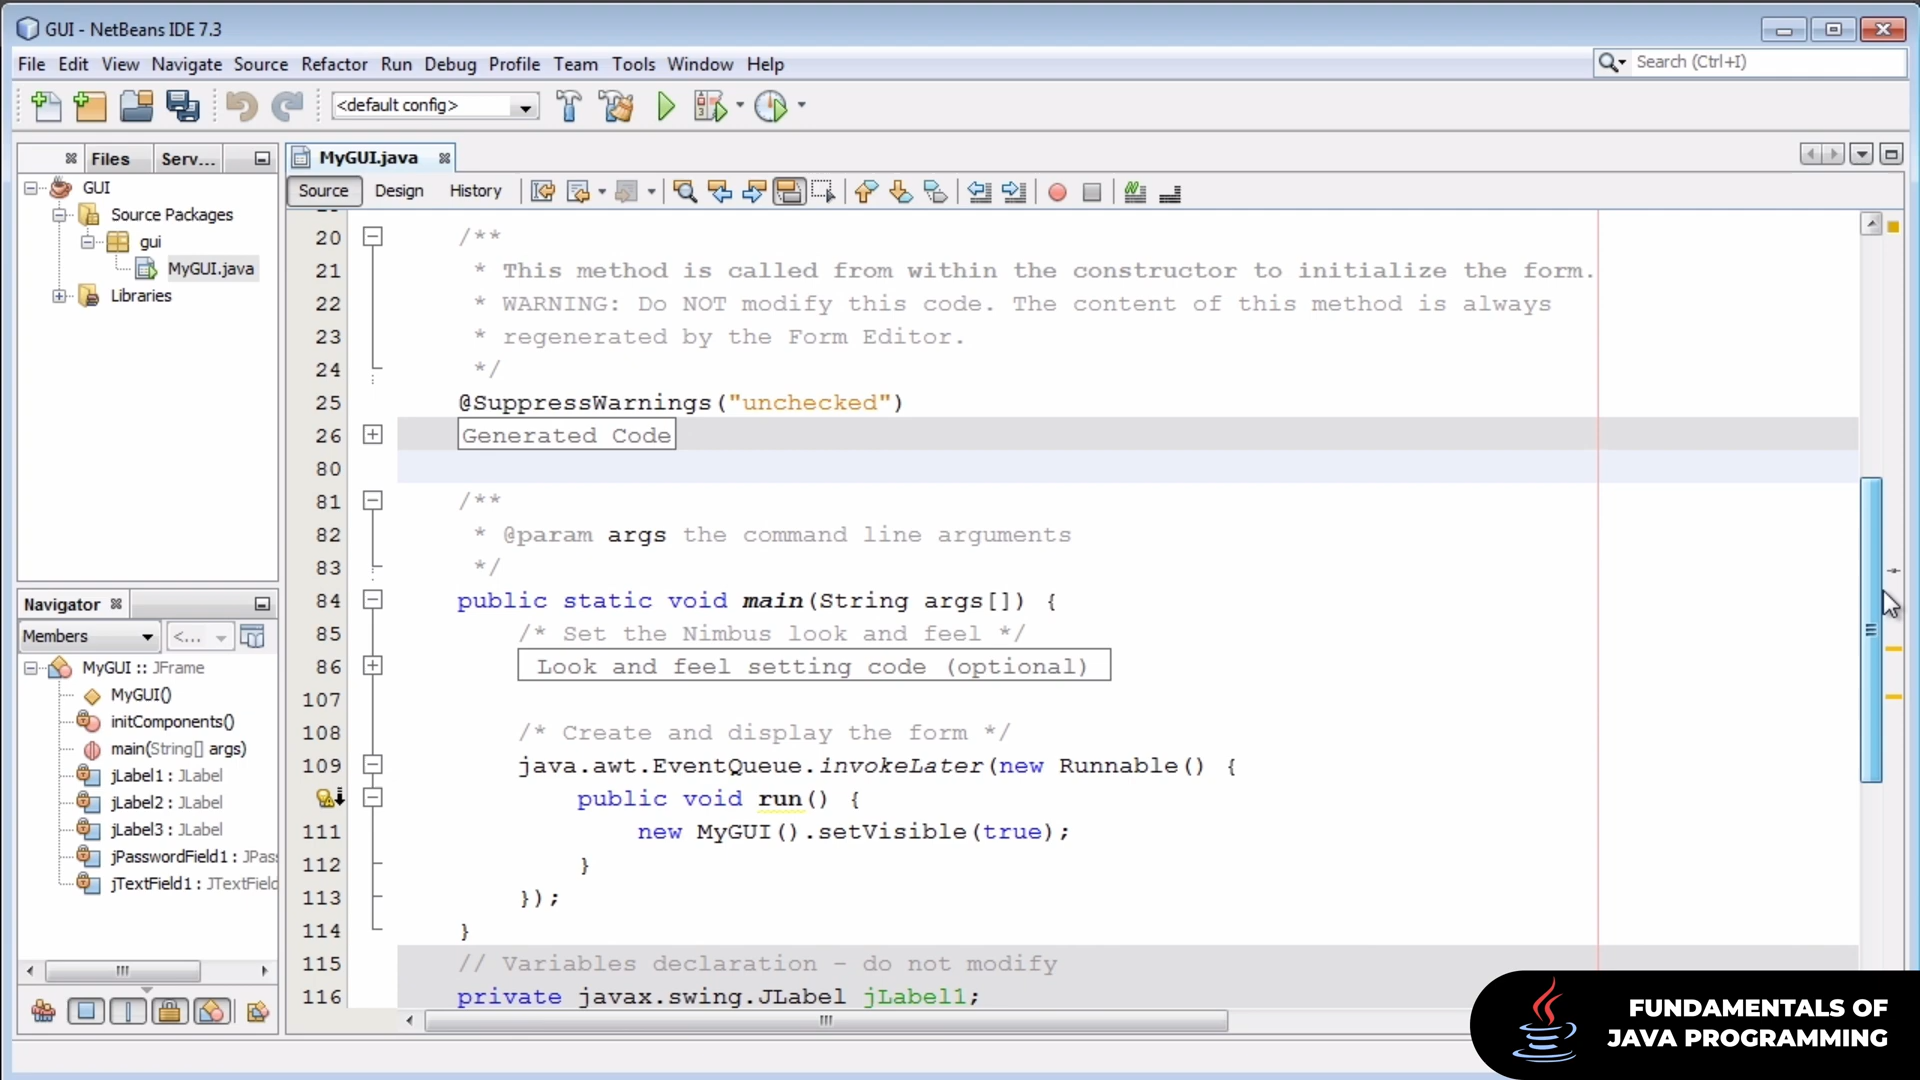 GUI - NetBeans IDE 7.3
File Edit View Navigate Source Refactor Run Debug Profile Team Tools Window Help
Search (Ctrl+I)
<default config>
Files Serv...
GUI
Source Packages
gui
MyGUI.java
Libraries
Navigator
Members <...
MyGUI :: JFrame
MyGUI()
initComponents()
main(String[] args)
jLabel1 : JLabel
jLabel2 : JLabel
jLabel3 : JLabel
jPasswordField1 : JPas
jTextField1 : JTextField
MyGUI.java
Source Design History
20 /**
21 * This method is called from within the constructor to initialize the form.
22 * WARNING: Do NOT modify this code. The content of this method is always
23 * regenerated by the Form Editor.
24 */
25 @SuppressWarnings("unchecked")
26 Generated Code
80
81 /**
82 * @param args the command line arguments
83 */
84 public static void main(String args[]) {
85 /* Set the Nimbus look and feel */
86 Look and feel setting code (optional)
107
108 /* Create and display the form */
109 java.awt.EventQueue.invokeLater(new Runnable() {
public void run() {
111 new MyGUI().setVisible(true);
112 }
113 });
114 }
115 // Variables declaration - do not modify
116 private javax.swing.JLabel jLabel1;
FUNDAMENTALS OF
JAVA PROGRAMMING